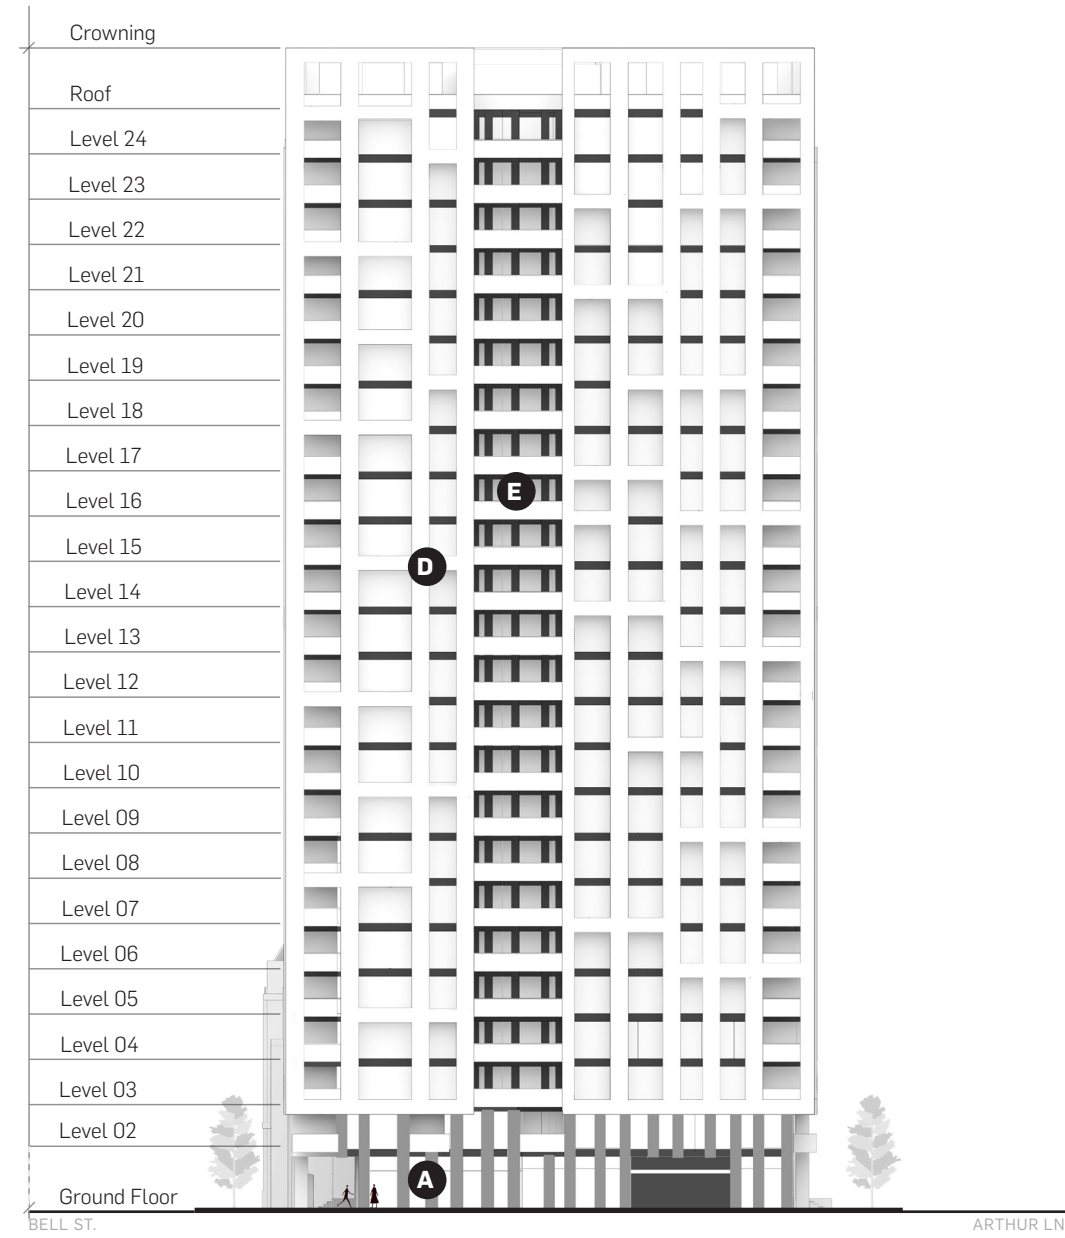 Crowning
Roof
Level 24
Level 23
Level 22
Level 21
Level 20
Level 19
Level 18
Level 17
Level 16
E
Level 15
D
Level 14
Level 13
Level 12
Level 11
Level 10
Level 09
Level 08
Level 07
Level 06
Level 05
Level 04
Level 03
Level 02
A
Ground Floor
BELL ST.
ARTHUR LN